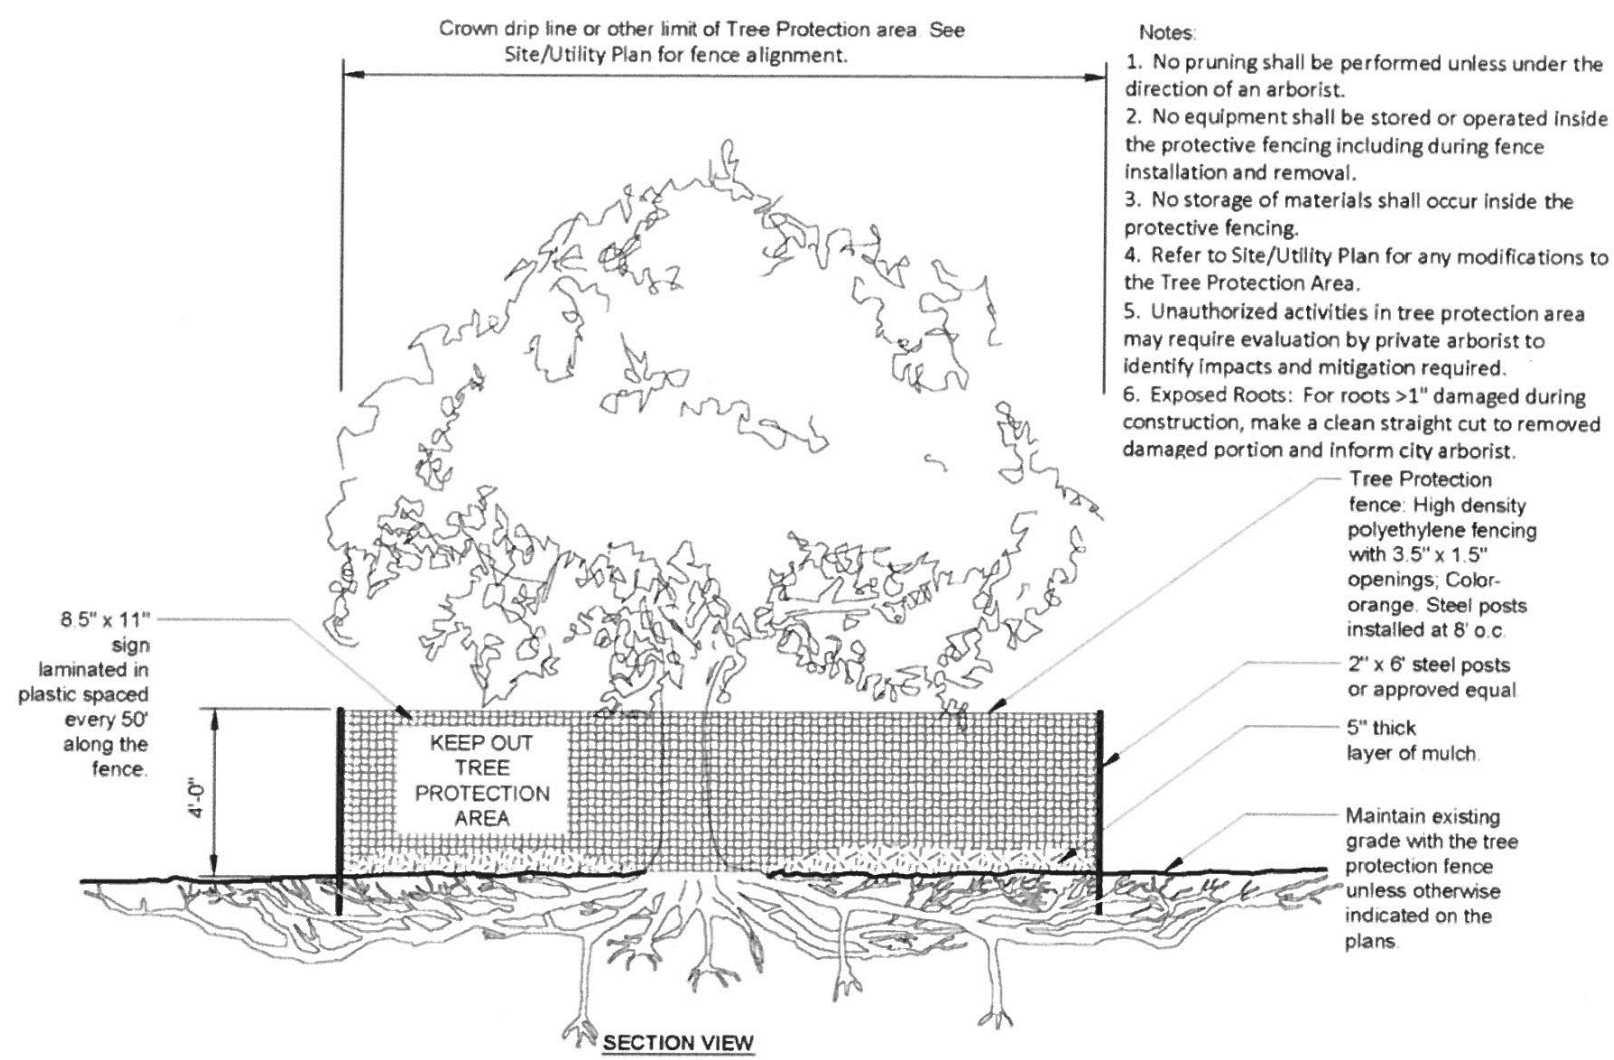 Crown drip line or other limit of Tree Protection area. See
Site/Utility Plan for fence alignment.
Notes:
1. No pruning shall be performed unless under the
direction of an arborist.
2. No equipment shall be stored or operated inside
the protective fencing including during fence
installation and removal.
3. No storage of materials shall occur inside the
protective fencing.
4. Refer to Site/Utility Plan for any modifications to
the Tree Protection Area.
5. Unauthorized activities in tree protection area
may require evaluation by private arborist to
identify impacts and mitigation required.
6. Exposed Roots: For roots >1" damaged during
construction, make a clean straight cut to removed
damaged portion and inform city arborist.
Tree Protection
fence: High density
polyethylene fencing
with 3.5" x 1.5"
openings; Color-
orange. Steel posts
installed at 8' o.c.
2" x 6' steel posts
or approved equal
5" thick
layer of mulch.
Maintain existing
grade with the tree
protection fence
unless otherwise
indicated on the
plans.
8.5" x 11"
sign
laminated in
plastic spaced
every 50'
along the
fence.
4'-0"
KEEP OUT
TREE
PROTECTION
AREA
SECTION VIEW